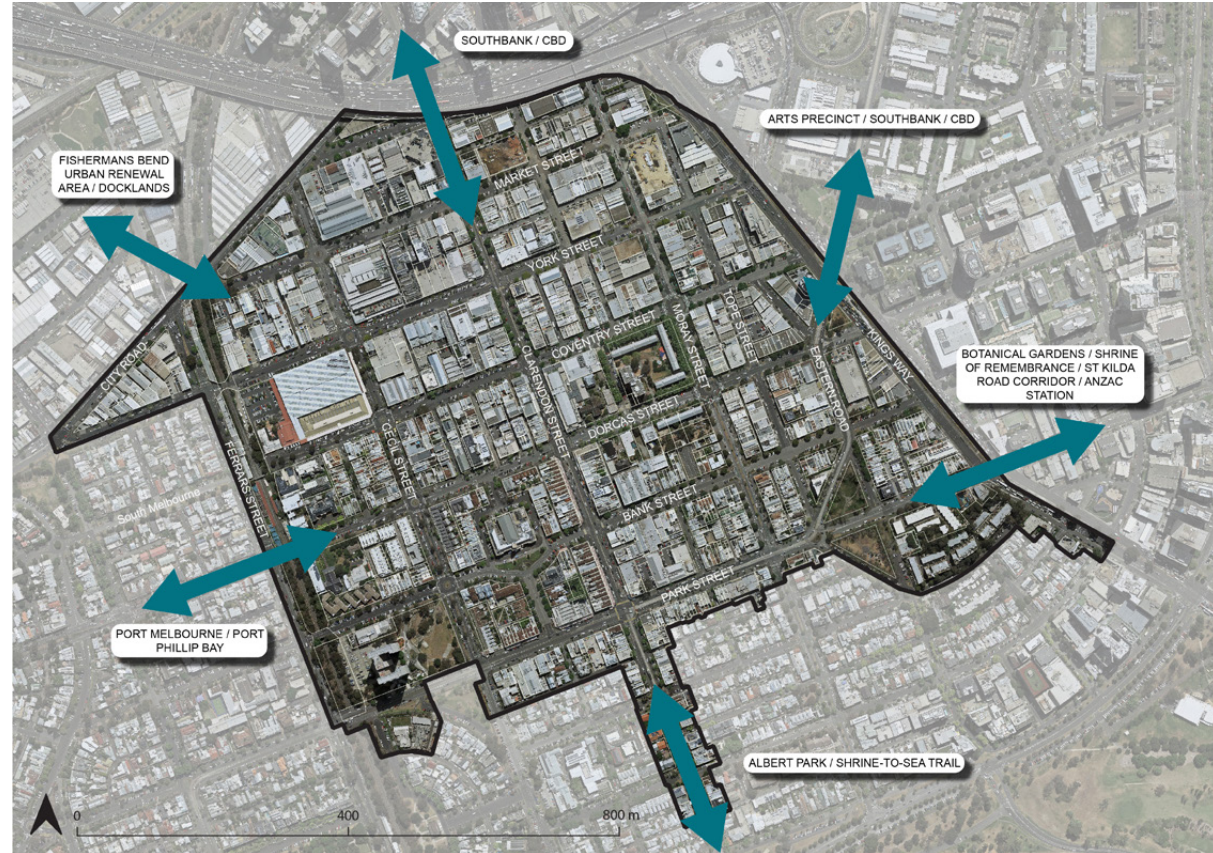 SOUTHBANK / CBD
ARTS PRECINCT / SOUTHBANK / CBD
FISHERMANS BEND
URBAN RENEWAL
AREA / DOCKLANDS
MARKET STREET
YORK STREET
COVENTRY STREET
MORAY STREET
TOPE STREET
KINGS WAY
EASTERN ROAD
CITY ROAD
CLARENDON STREET
BOTANICAL GARDENS / SHRINE
OF REMEMBRANCE / ST KILDA
ROAD CORRIDOR / ANZAC
STATION
DORCAS STREET
CECIL STREET
FERRARS STREET
South Melbourne
BANK STREET
PARK STREET
PORT MELBOURNE / PORT
PHILLIP BAY
ALBERT PARK / SHRINE-TO-SEA TRAIL
0
400
800 m